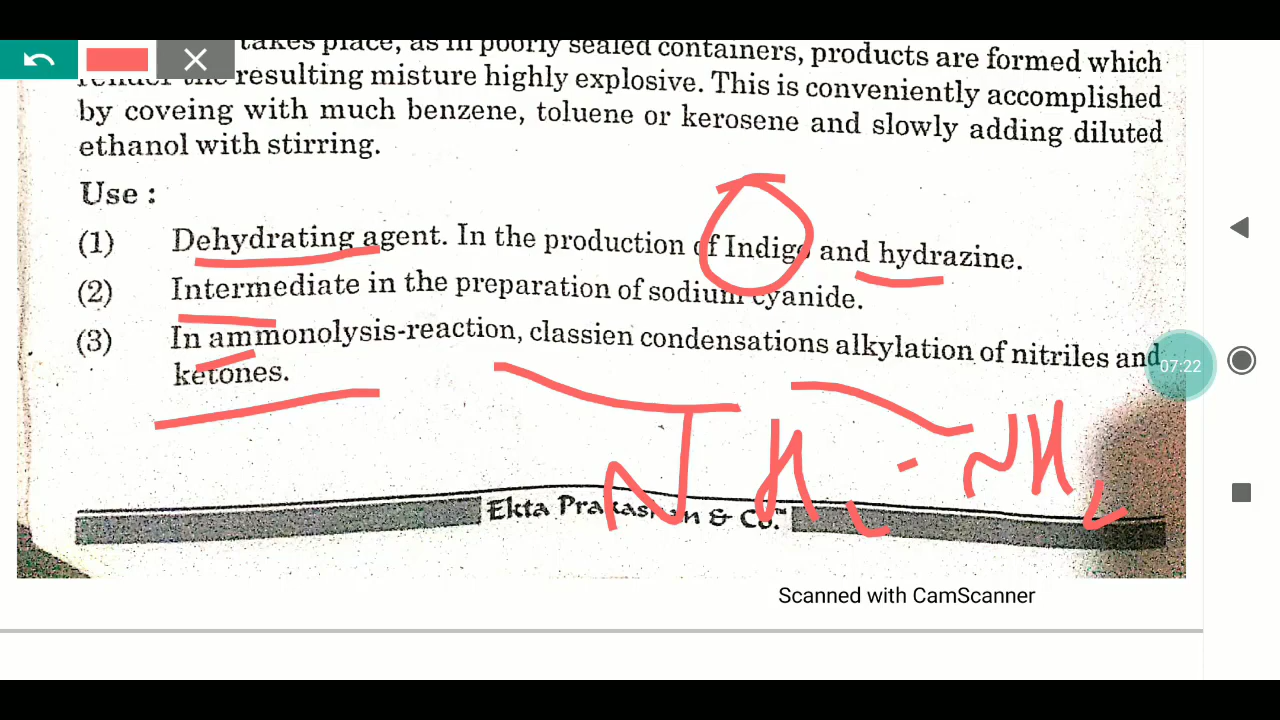 takes place, as in poorly sealed containers, products are formed which
render the resulting misture highly explosive. This is conveniently accomplished
by coveing with much benzene, toluene or kerosene and slowly adding diluted
ethanol with stirring.
Use :
(1) Dehydrating agent. In the production of Indigo and hydrazine.
(2) Intermediate in the preparation of sodium cyanide.
(3) In ammonolysis-reaction, classien condensations alkylation of nitriles and
ketones.
07:22
NH2 - NH2
Ekta Prakashan & Co.™
Scanned with CamScanner